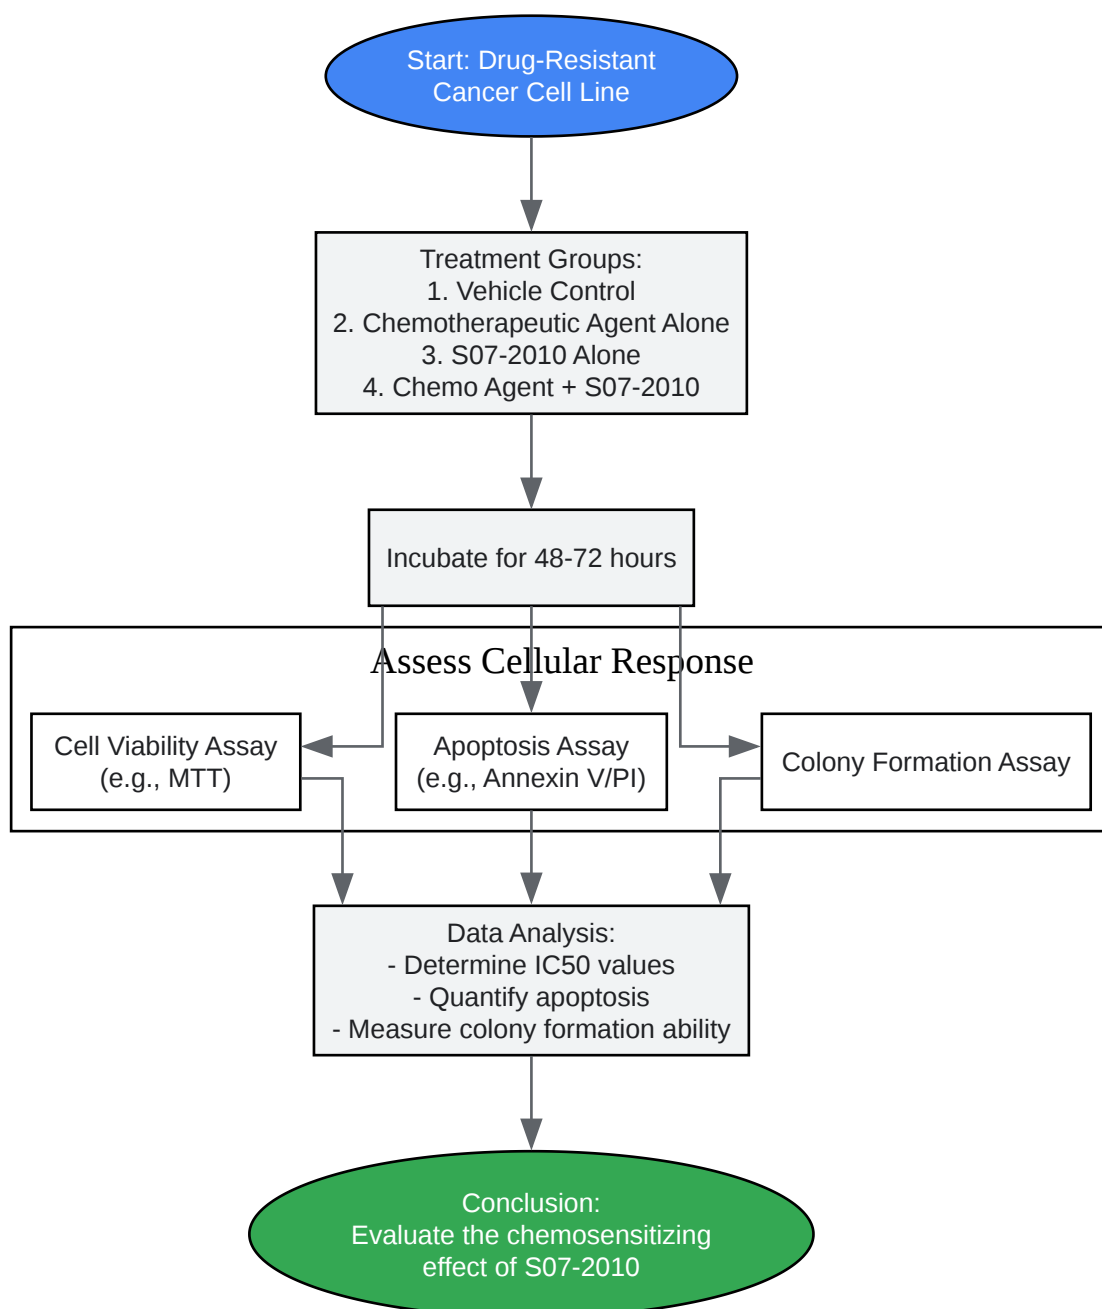 Start: Drug-Resistant
Cancer Cell Line
Treatment Groups:
1. Vehicle Control
2. Chemotherapeutic Agent Alone
3. S07-2010 Alone
4. Chemo Agent + S07-2010
Incubate for 48-72 hours
Assess Cellular Response
Cell Viability Assay
(e.g., MTT)
Apoptosis Assay
(e.g., Annexin V/PI)
Colony Formation Assay
Data Analysis:
- Determine IC50 values
- Quantify apoptosis
- Measure colony formation ability
Conclusion:
Evaluate the chemosensitizing
effect of S07-2010